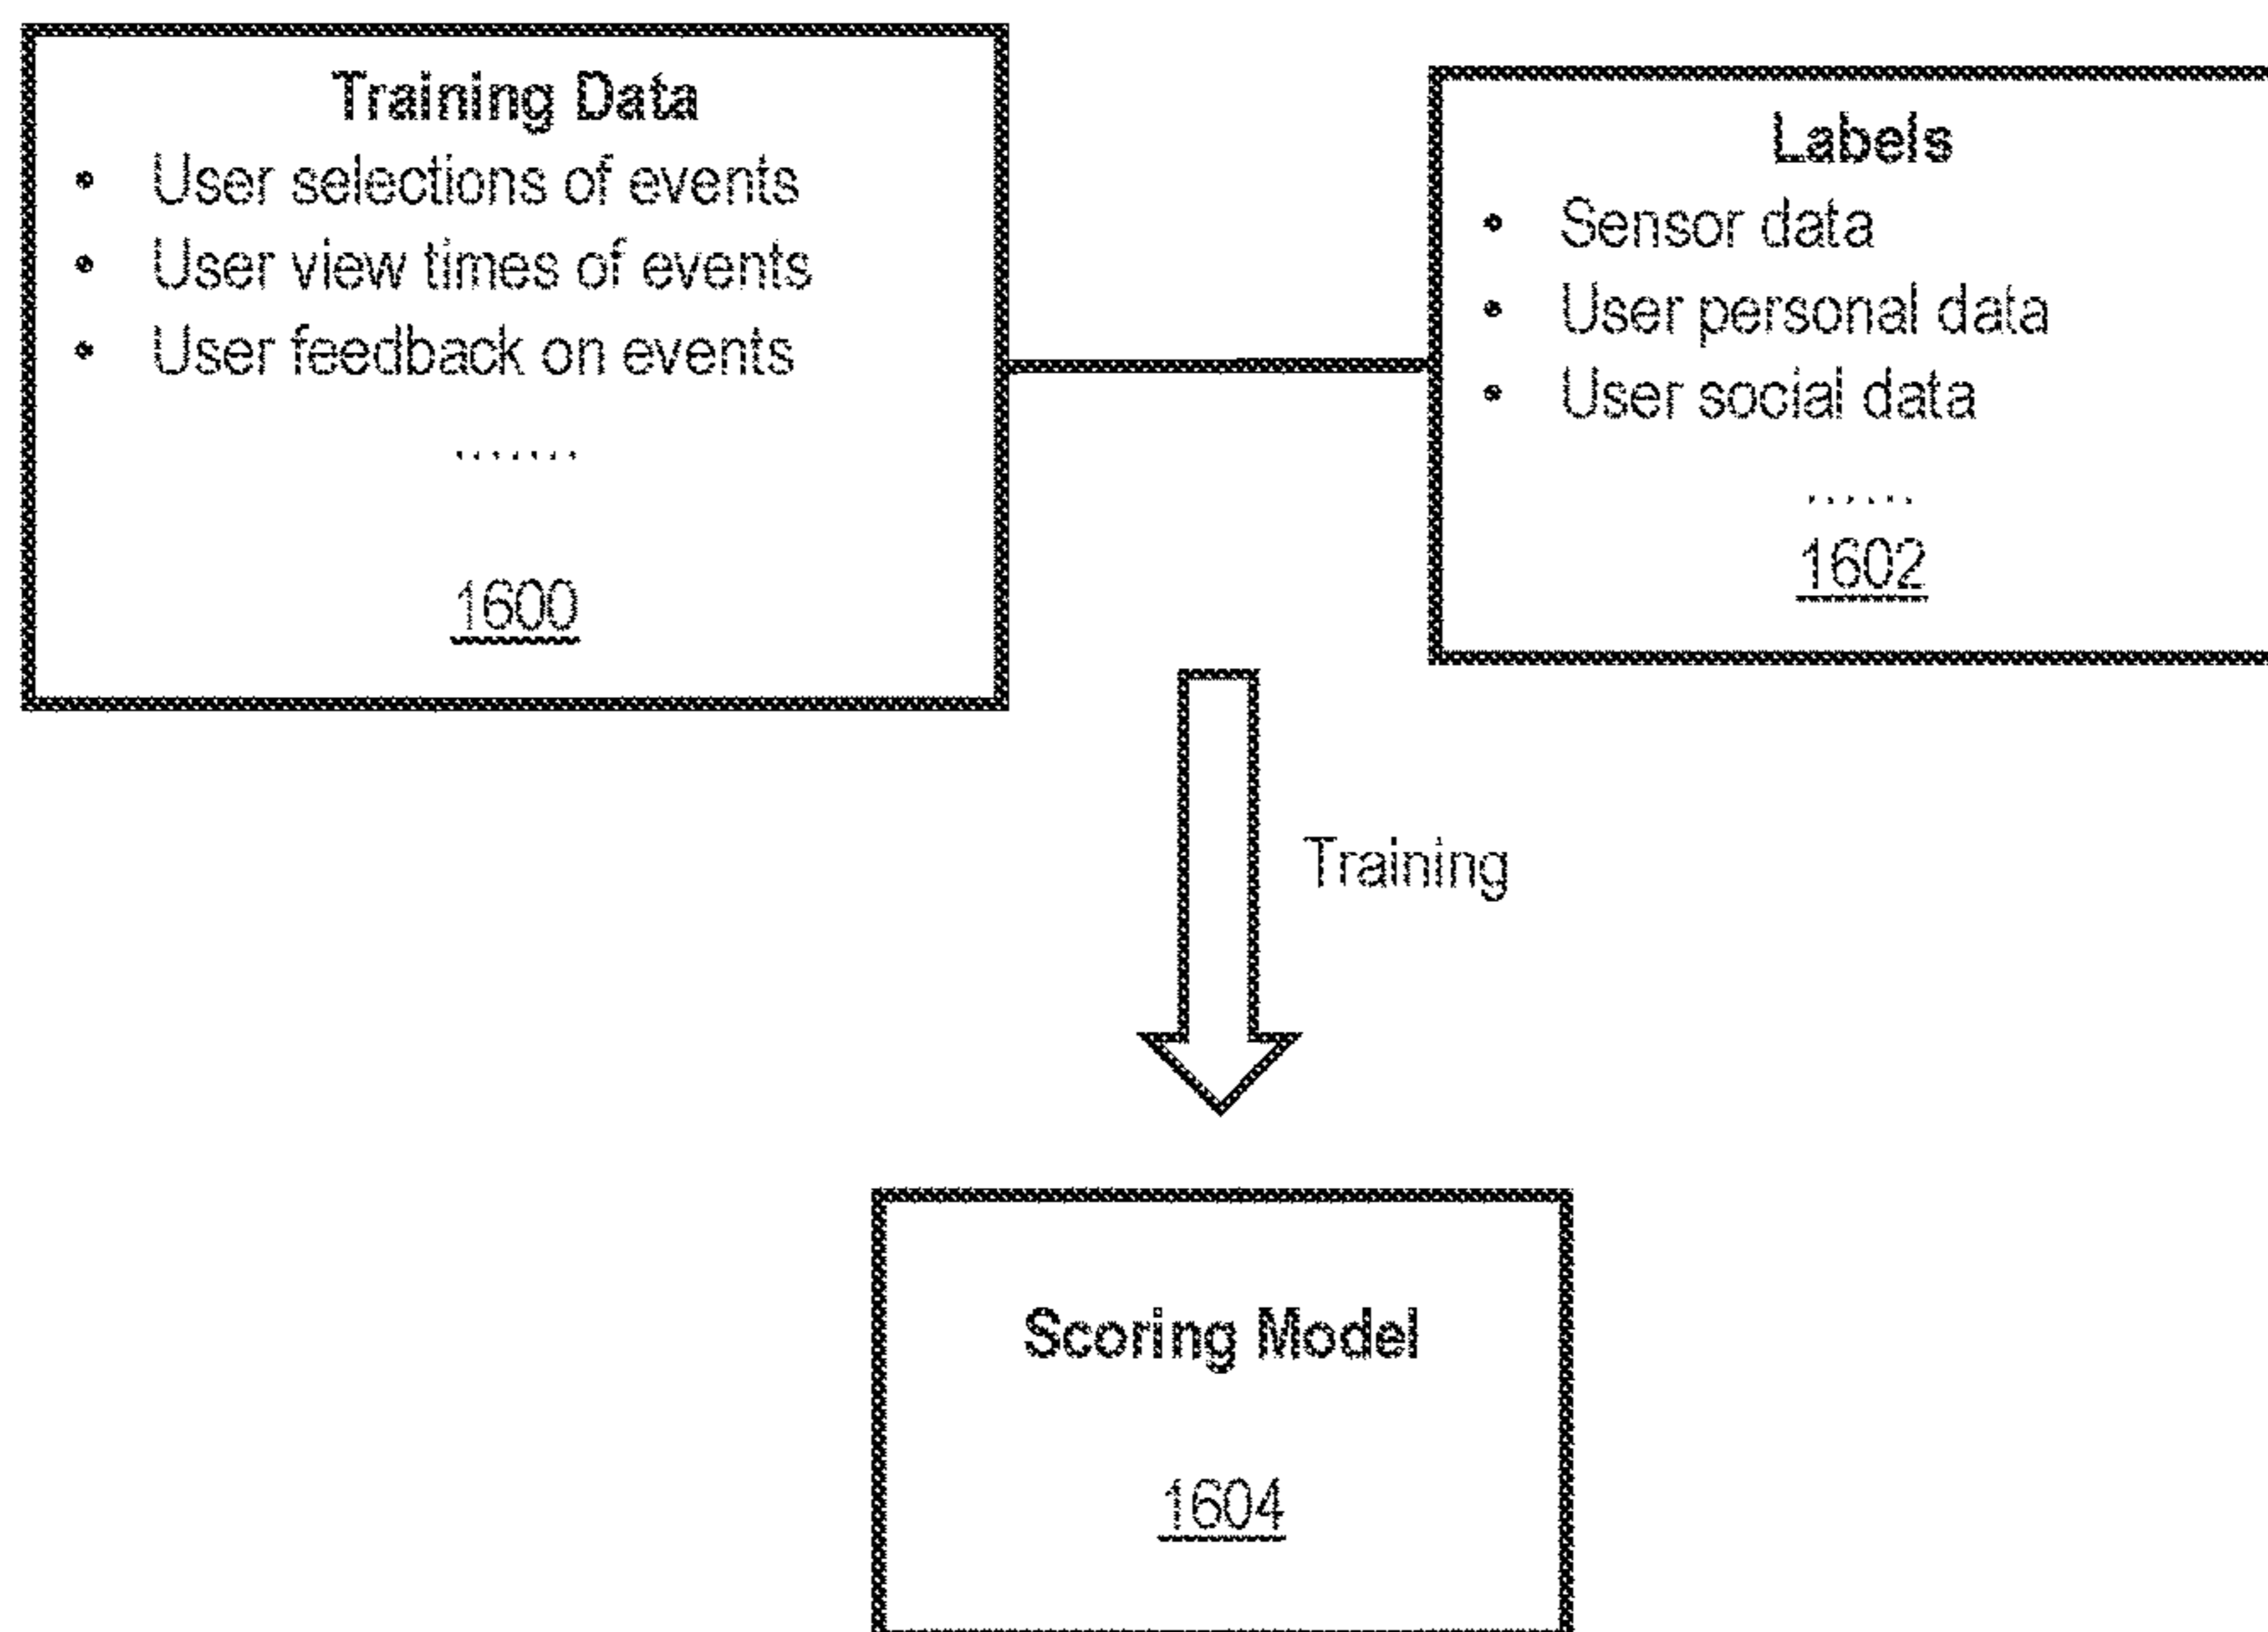 Training Data
• User selections of events
• User view times of events
• User feedback on events
.......
1600
Labels
• Sensor data
• User personal data
• User social data
......
1602
Training
Scoring Model
1604